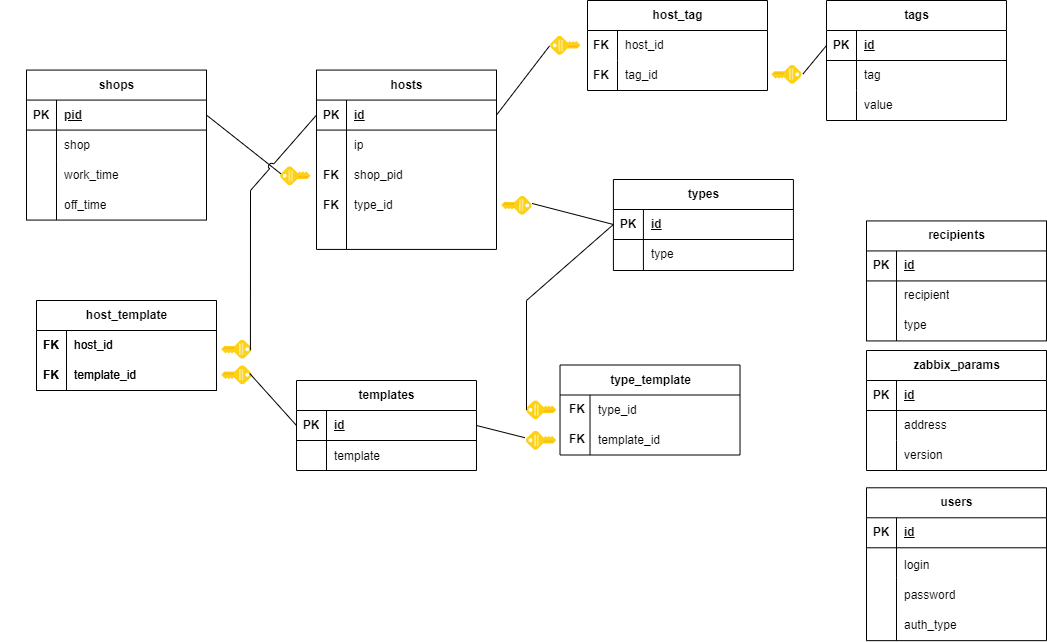 host_tag
FK host_id
FK tag_id
tags
PK id
tag
value
shops
PK pid
shop
work_time
off_time
hosts
PK id
ip
FK shop_pid
FK type_id
types
PK id
type
recipients
PK id
recipient
type
host_template
FK host_id
FK template_id
templates
PK id
template
type_template
FK type_id
FK template_id
zabbix_params
PK id
address
version
users
PK id
login
password
auth_type